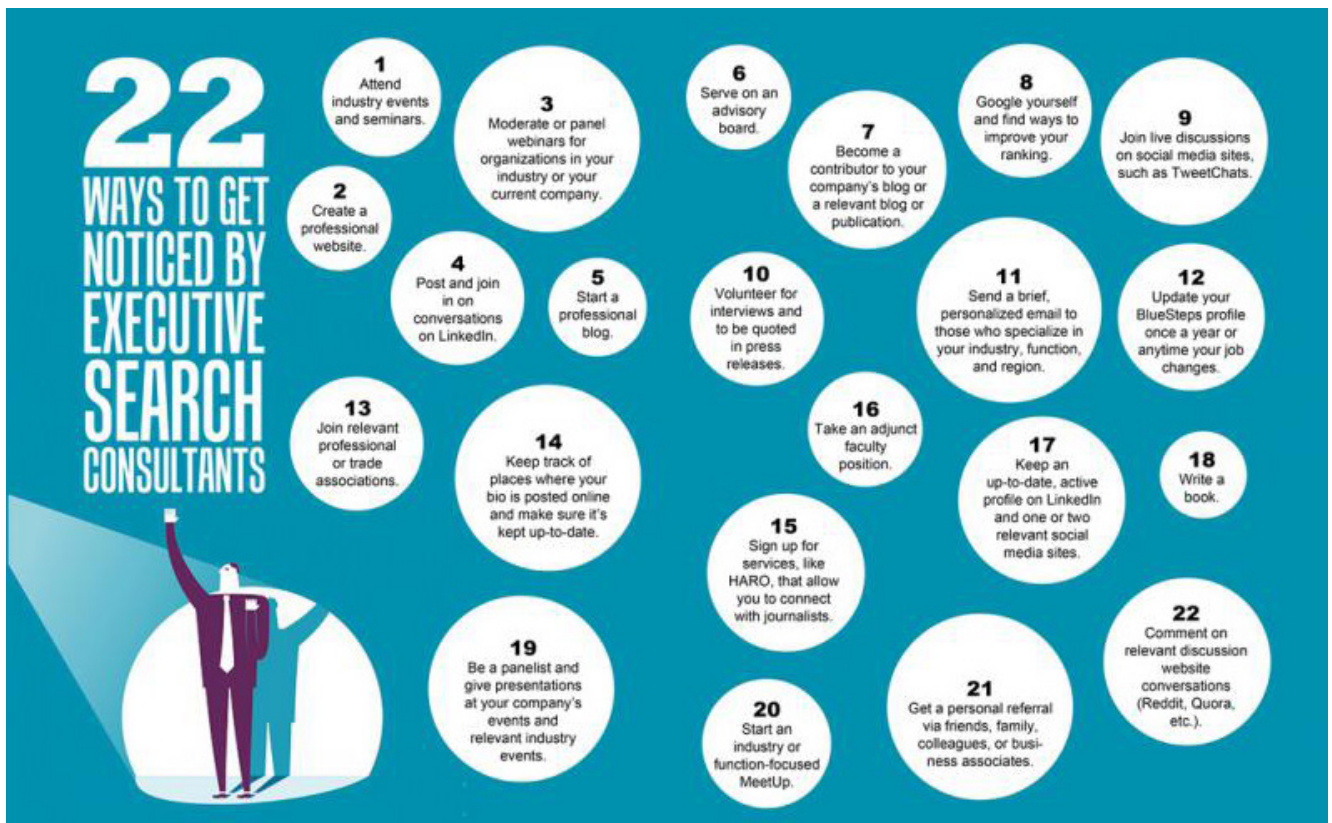 22
WAYS TO GET
NOTICED BY
EXECUTIVE
SEARCH
CONSULTANTS
1
Attend
industry events
and seminars.
2
Create a
professional
website.
3
Moderate or panel
webinars for
organizations in your
industry or your
current company.
4
Post and join
in on
conversations
on LinkedIn.
5
Start a
professional
blog.
6
Serve on an
advisory
board.
7
Become a
contributor to your
company's blog or
a relevant blog or
publication.
8
Google yourself
and find ways to
improve your
ranking.
9
Join live discussions
on social media sites,
such as TweetChats.
10
Volunteer for
interviews and
to be quoted
in press
releases.
11
Send a brief,
personalized email to
those who specialize in
your industry, function,
and region.
12
Update your
BlueSteps profile
once a year or
anytime your job
changes.
13
Join relevant
professional
or trade
associations.
14
Keep track of
places where your
bio is posted online
and make sure it's
kept up-to-date.
15
Sign up for
services, like
HARO, that allow
you to connect
with journalists.
16
Take an adjunct
faculty
position.
17
Keep an
up-to-date, active
profile on LinkedIn
and one or two
relevant social
media sites.
18
Write a
book.
19
Be a panelist and
give presentations
at your company's
events and
relevant industry
events.
20
Start an
industry or
function-focused
MeetUp.
21
Get a personal referral
via friends, family,
colleagues, or busi-
ness associates.
22
Comment on
relevant discussion
website
conversations
(Reddit, Quora,
etc.).